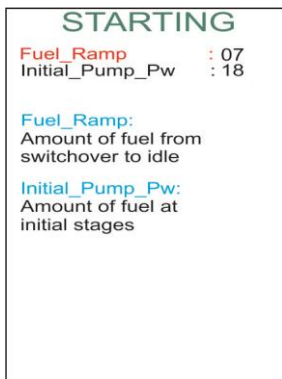 STARTING
Fuel_Ramp : 07
Initial_Pump_Pw : 18
Fuel_Ramp:
Amount of fuel from
switchover to idle
Initial_Pump_Pw:
Amount of fuel at
initial stages